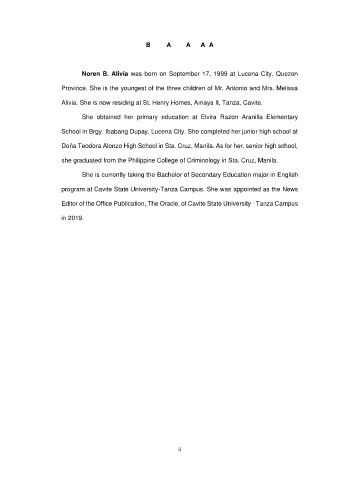 B A A A A
Noren B. Alivia was born on September 17, 1999 at Lucena City, Quezon
Province. She is the youngest of the three children of Mr. Antonio and Mrs. Melissa
Alivia. She is now residing at St. Henry Homes, Amaya II, Tanza, Cavite.
She obtained her primary education at Elvira Razon Aranilla Elementary
School in Brgy. Ibabang Dupay, Lucena City. She completed her junior high school at
Doña Teodora Alonzo High School in Sta. Cruz, Manila. As for her, senior high school,
she graduated from the Philippine College of Criminology in Sta. Cruz, Manila.
She is currently taking the Bachelor of Secondary Education major in English
program at Cavite State University-Tanza Campus. She was appointed as the News
Editor of the Office Publication, The Oracle, of Cavite State University - Tanza Campus
in 2019.
ii